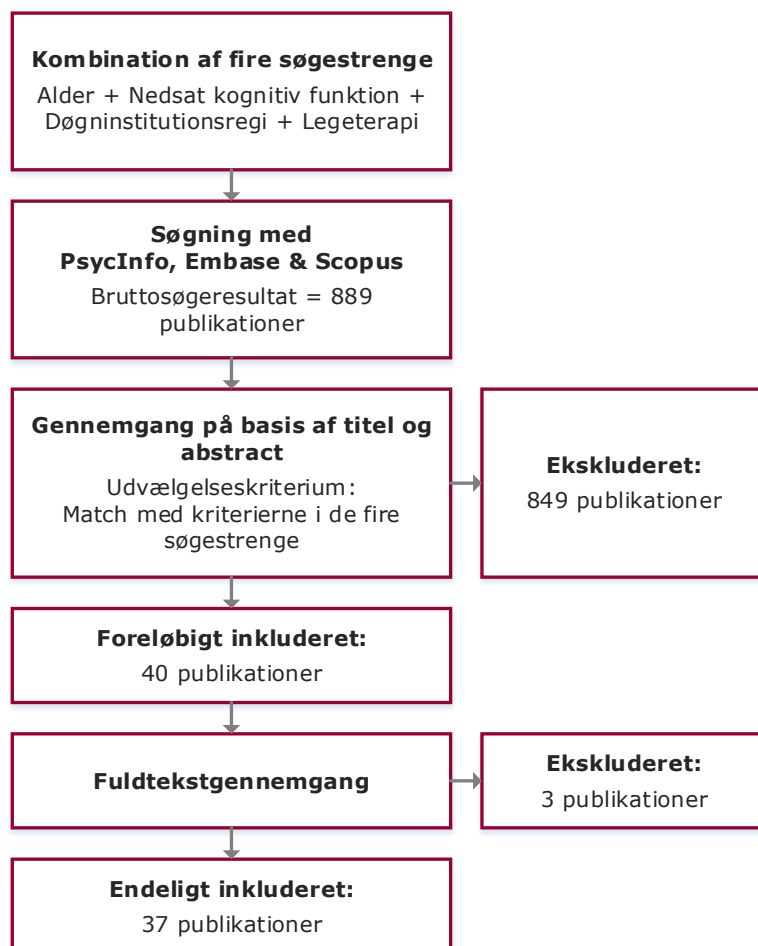 Kombination af fire søgestrenge
Alder + Nedsat kognitiv funktion +
Døgninstitutionsregi + Legeterapi
Søgning med
PsycInfo, Embase & Scopus
Bruttosøgeresultat = 889
publikationer
Gennemgang på basis af titel og
abstract
Udvælgelseskriterium:
Match med kriterierne i de fire
søgestrenge
Ekskluderet:
849 publikationer
Foreløbigt inkluderet:
40 publikationer
Fuldtekstgennemgang
Ekskluderet:
3 publikationer
Endeligt inkluderet:
37 publikationer